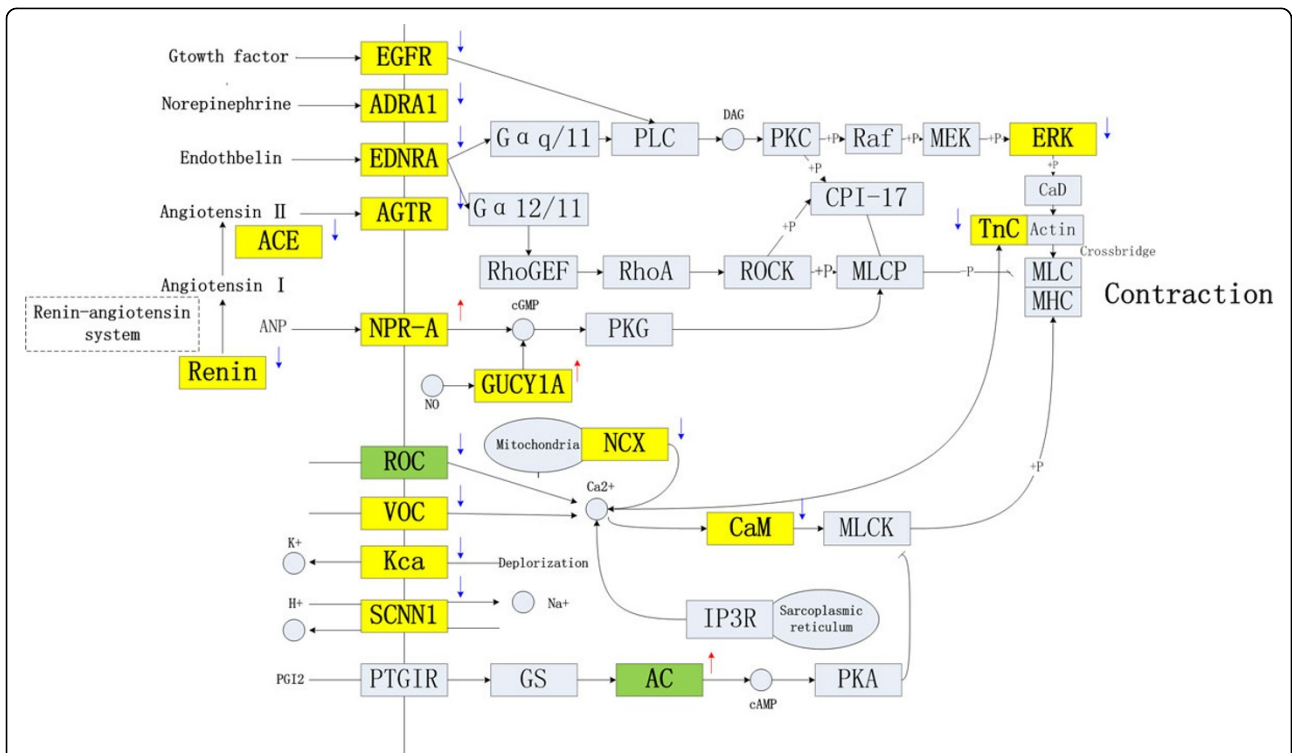 Gtowth factor
EGFR
Norepinephrine
ADRA1
Endothbelin
EDNRA
Gα q/11
PLC
DAG
PKC
+P
Raf
+P
MEK
+P
ERK
+P
+P
CaD
CPI-17
Angiotensin II
AGTR
ACE
Gα 12/11
+P
TnC
Actin
Crossbridge
RhoGEF
RhoA
ROCK
+P
MLCP
-P
MLC
MHC
Contraction
Angiotensin I
Renin-angiotensin
system
Renin
ANP
NPR-A
cGMP
PKG
NO
GUCY1A
ROC
Mitochondria
NCX
Ca2+
+P
VOC
CaM
MLCK
K+
Kca
Deplorization
H+
SCNN1
Na+
IP3R
Sarcoplasmic
reticulum
PGI2
PTGIR
GS
AC
cAMP
PKA